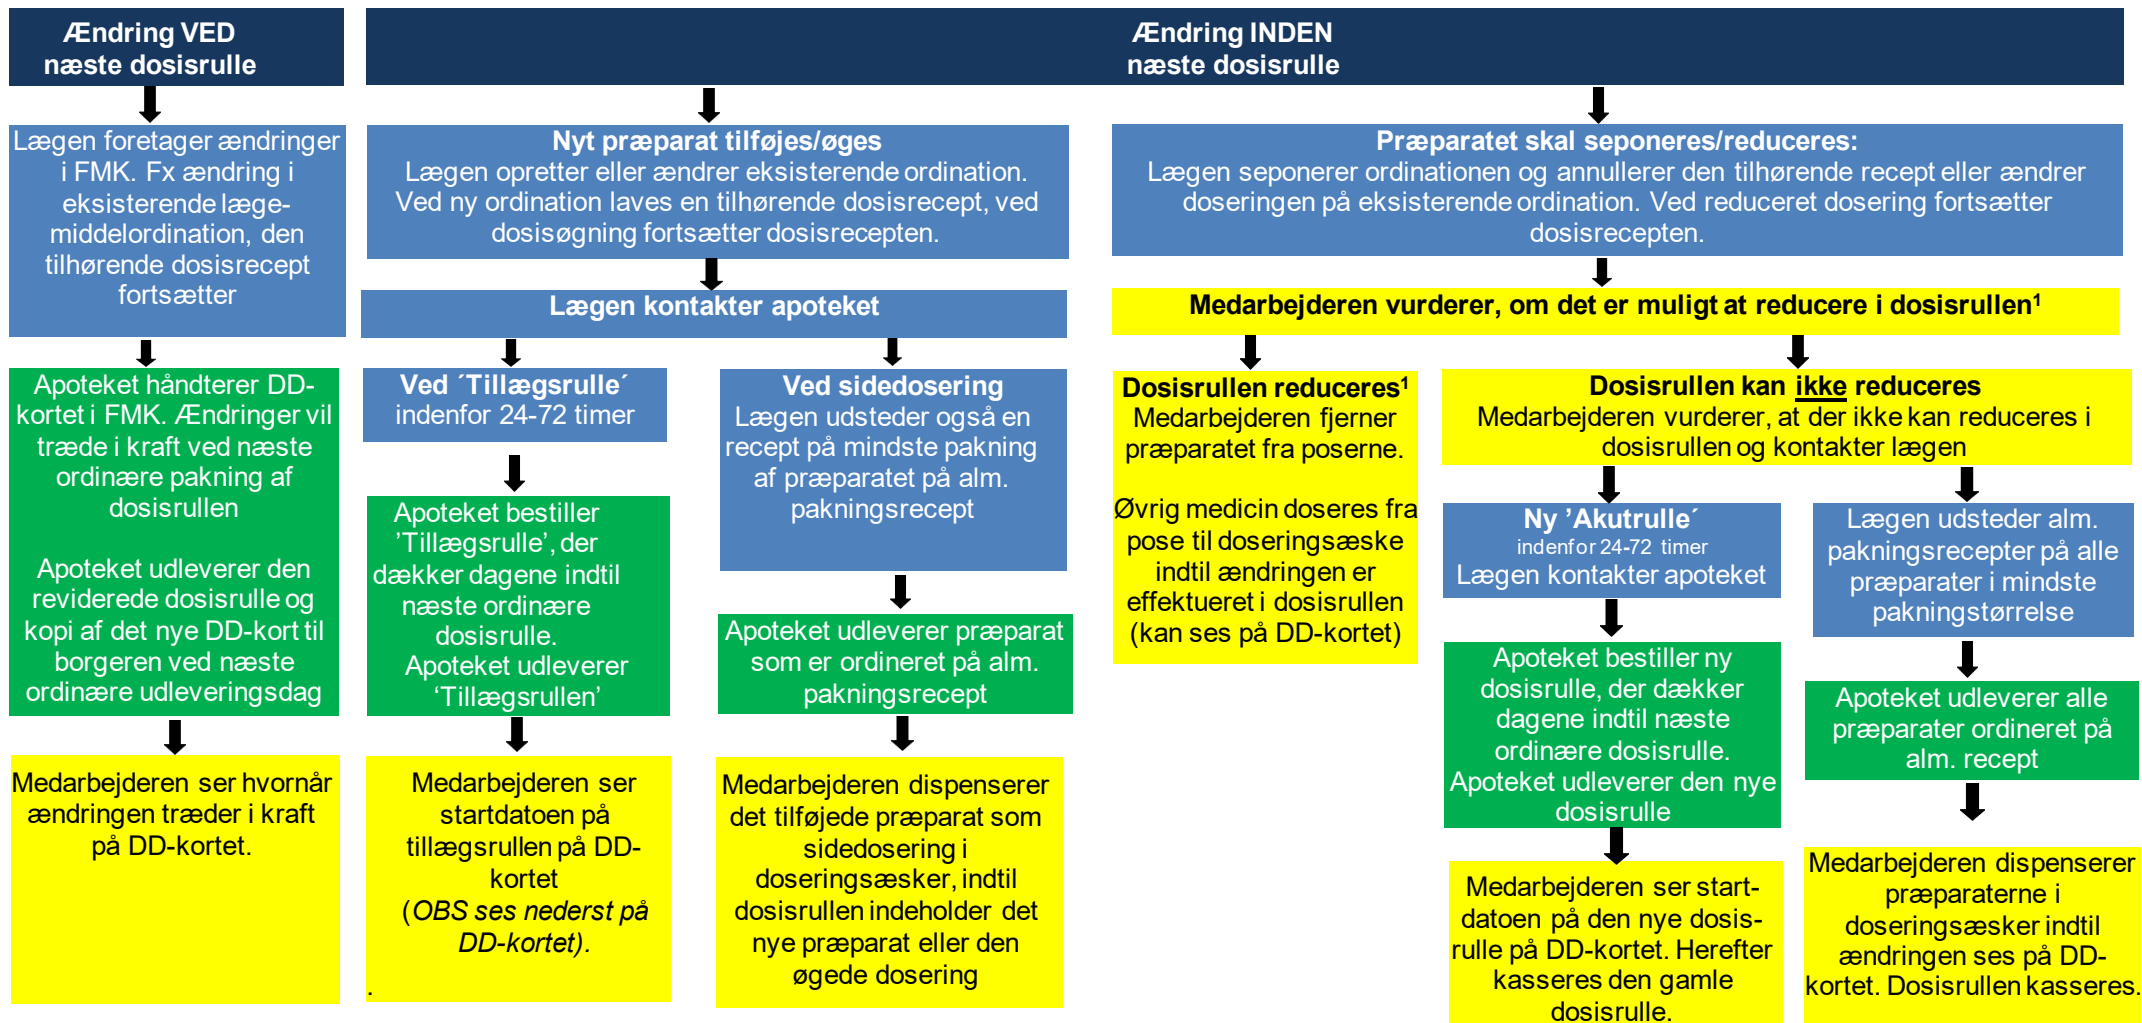 Ændring VED
næste dosisrulle
Lægen foretager ændringer
i FMK. Fx ændring i
eksisterende læge-
middelordination, den
tilhørende dosisrecept
fortsætter
Apoteket håndterer DD-
kortet i FMK. Ændringer vil
træde i kraft ved næste
ordinære pakning af
dosisrullen
Apoteket udleverer den
reviderede dosisrulle og
kopi af det nye DD-kort til
borgeren ved næste
ordinære udleveringsdag
Medarbejderen ser hvornår
ændringen træder i kraft
på DD-kortet.
Ændring INDEN
næste dosisrulle
Nyt præparat tilføjes/øges
Lægen opretter eller ændrer eksisterende ordination.
Ved ny ordination laves en tilhørende dosisrecept, ved
dosisøgning fortsætter dosisrecepten.
Lægen kontakter apoteket
Ved ´Tillægsrulle´
indenfor 24-72 timer
Apoteket bestiller
’Tillægsrulle’, der
dækker dagene indtil
næste ordinære
dosisrulle.
Apoteket udleverer
‘Tillægsrullen’
Medarbejderen ser
startdatoen på
tillægsrullen på DD-
kortet
(OBS ses nederst på
DD-kortet).
.
Ved sidedosering
Lægen udsteder også en
recept på mindste pakning
af præparatet på alm.
pakningsrecept
Apoteket udleverer præparat
som er ordineret på alm.
pakningsrecept
Medarbejderen dispenserer
det tilføjede præparat som
sidedosering i
doseringsæsker, indtil
dosisrullen indeholder det
nye præparat eller den
øgede dosering
Præparatet skal seponeres/reduceres:
Lægen seponerer ordinationen og annullerer den tilhørende recept eller ændrer
doseringen på eksisterende ordination. Ved reduceret dosering fortsætter
dosisrecepten.
Medarbejderen vurderer, om det er muligt at reducere i dosisrullen¹
Dosisrullen reduceres¹
Medarbejderen fjerner
præparatet fra poserne.
Øvrig medicin doseres fra
pose til doseringsæske
indtil ændringen er
effektueret i dosisrullen
(kan ses på DD-kortet)
Dosisrullen kan ikke reduceres
Medarbejderen vurderer, at der ikke kan reduceres i
dosisrullen og kontakter lægen
Ny ’Akutrulle´
indenfor 24-72 timer
Lægen kontakter apoteket
Apoteket bestiller ny
dosisrulle, der dækker
dagene indtil næste
ordinære dosisrulle.
Apoteket udleverer den nye
dosisrulle
Medarbejderen ser start-
datoen på den nye dosis-
rulle på DD-kortet. Herefter
kasseres den gamle
dosisrulle.
Lægen udsteder alm.
pakningsrecepter på alle
præparater i mindste
pakningstørrelse
Apoteket udleverer alle
præparater ordineret på
alm. recept
Medarbejderen dispenserer
præparaterne i
doseringsæsker indtil
ændringen ses på DD-
kortet. Dosisrullen kasseres.